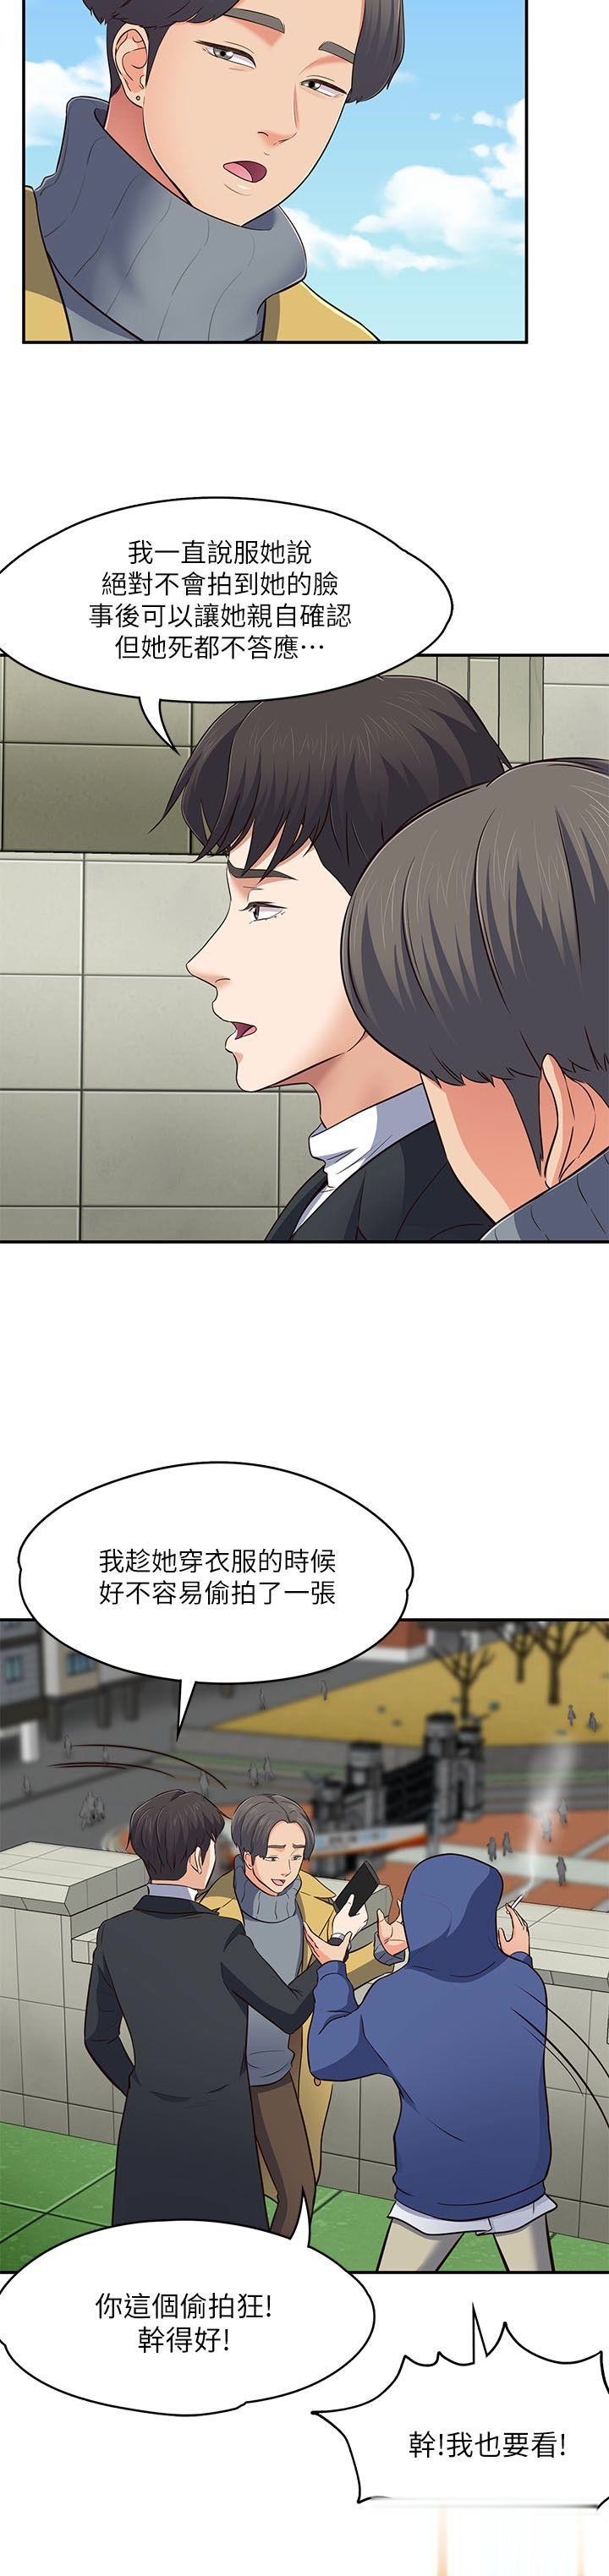 我一直說服她說
絕對不會拍到她的臉
事後可以讓她親自確認
但她死都不答應…
我趁她穿衣服的時候
好不容易偷拍了一張
你這個偷拍狂!
幹得好!
幹!我也要看!